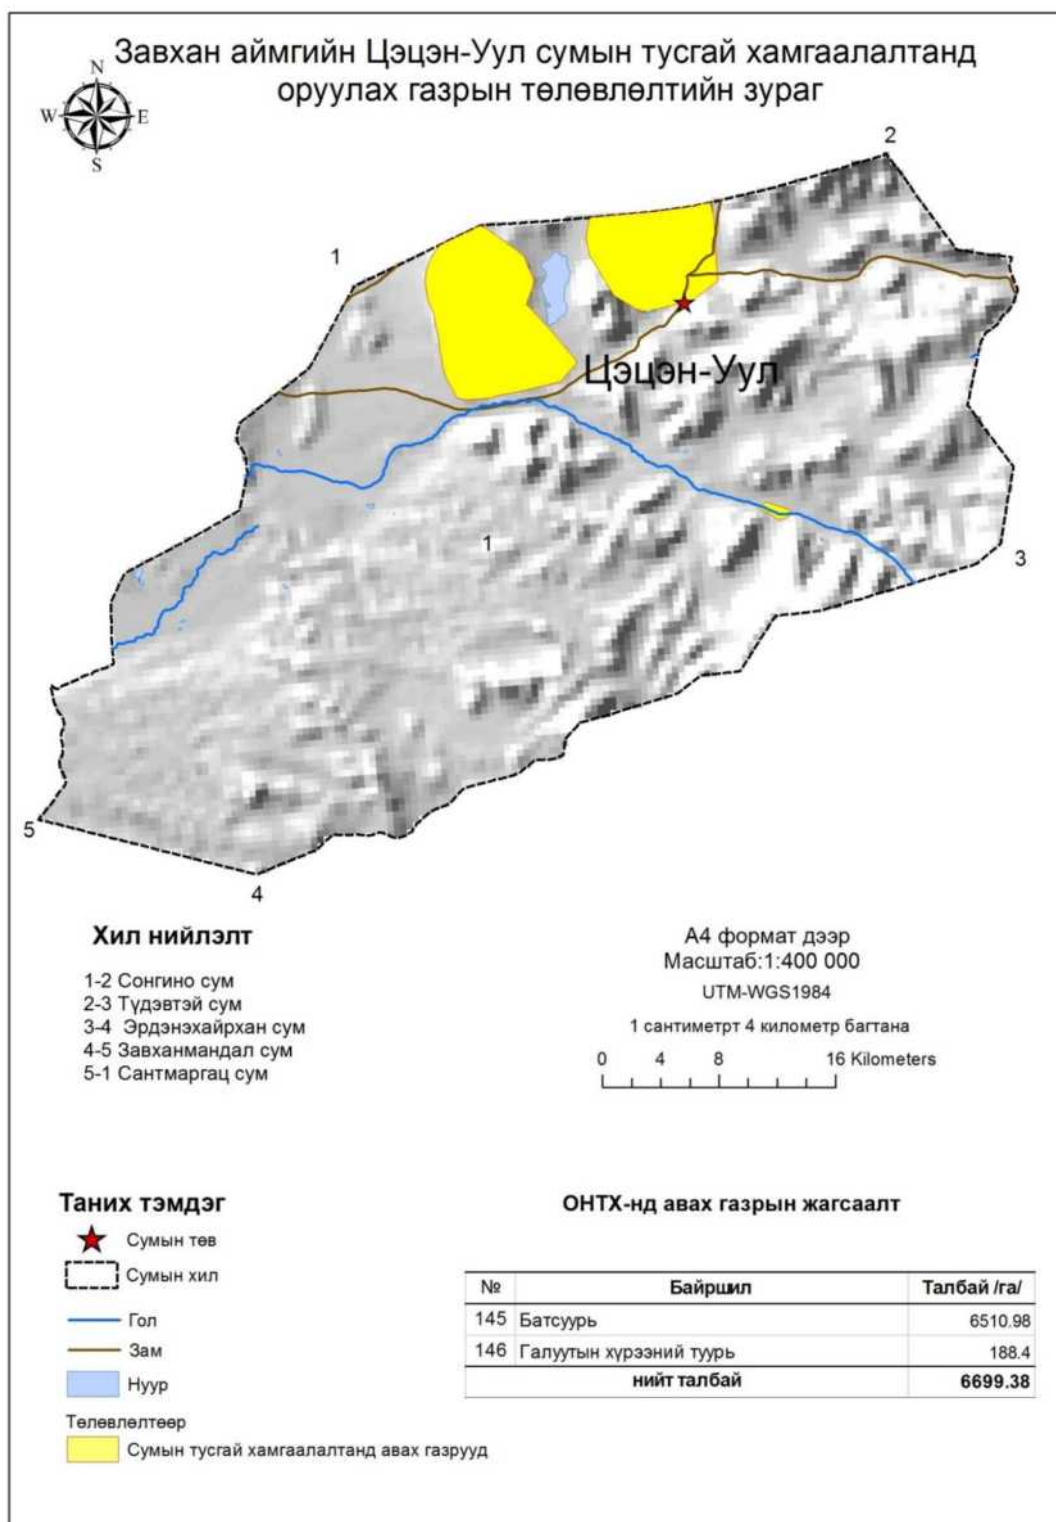 Завхан аймгийн Цэцэн-Уул сумын тусгай хамгаалалтанд
оруулах газрын төлөвлөлтийн зураг
N
W E
S
2
1
Цэцэн-Уул
1
3
5
4
Хил нийлэлт
1-2 Сонгино сум
2-3 Түдэвтэй сум
3-4 Эрдэнэхайрхан сум
4-5 Завханмандал сум
5-1 Сантмаргац сум
А4 формат дээр
Масштаб:1:400 000
UTM-WGS1984
1 сантиметрт 4 километр багтана
0 4 8 16 Kilometers
Таних тэмдэг
Сумын төв
Сумын хил
Гол
Зам
Нуур
Төлөвлөлтөөр
Сумын тусгай хамгаалалтанд авах газрууд
ОНТХ-нд авах газрын жагсаалт
№ Байршил Талбай /га/
145 Батсуурь 6510.98
146 Галуутын хүрээний туурь 188.4
нийт талбай 6699.38